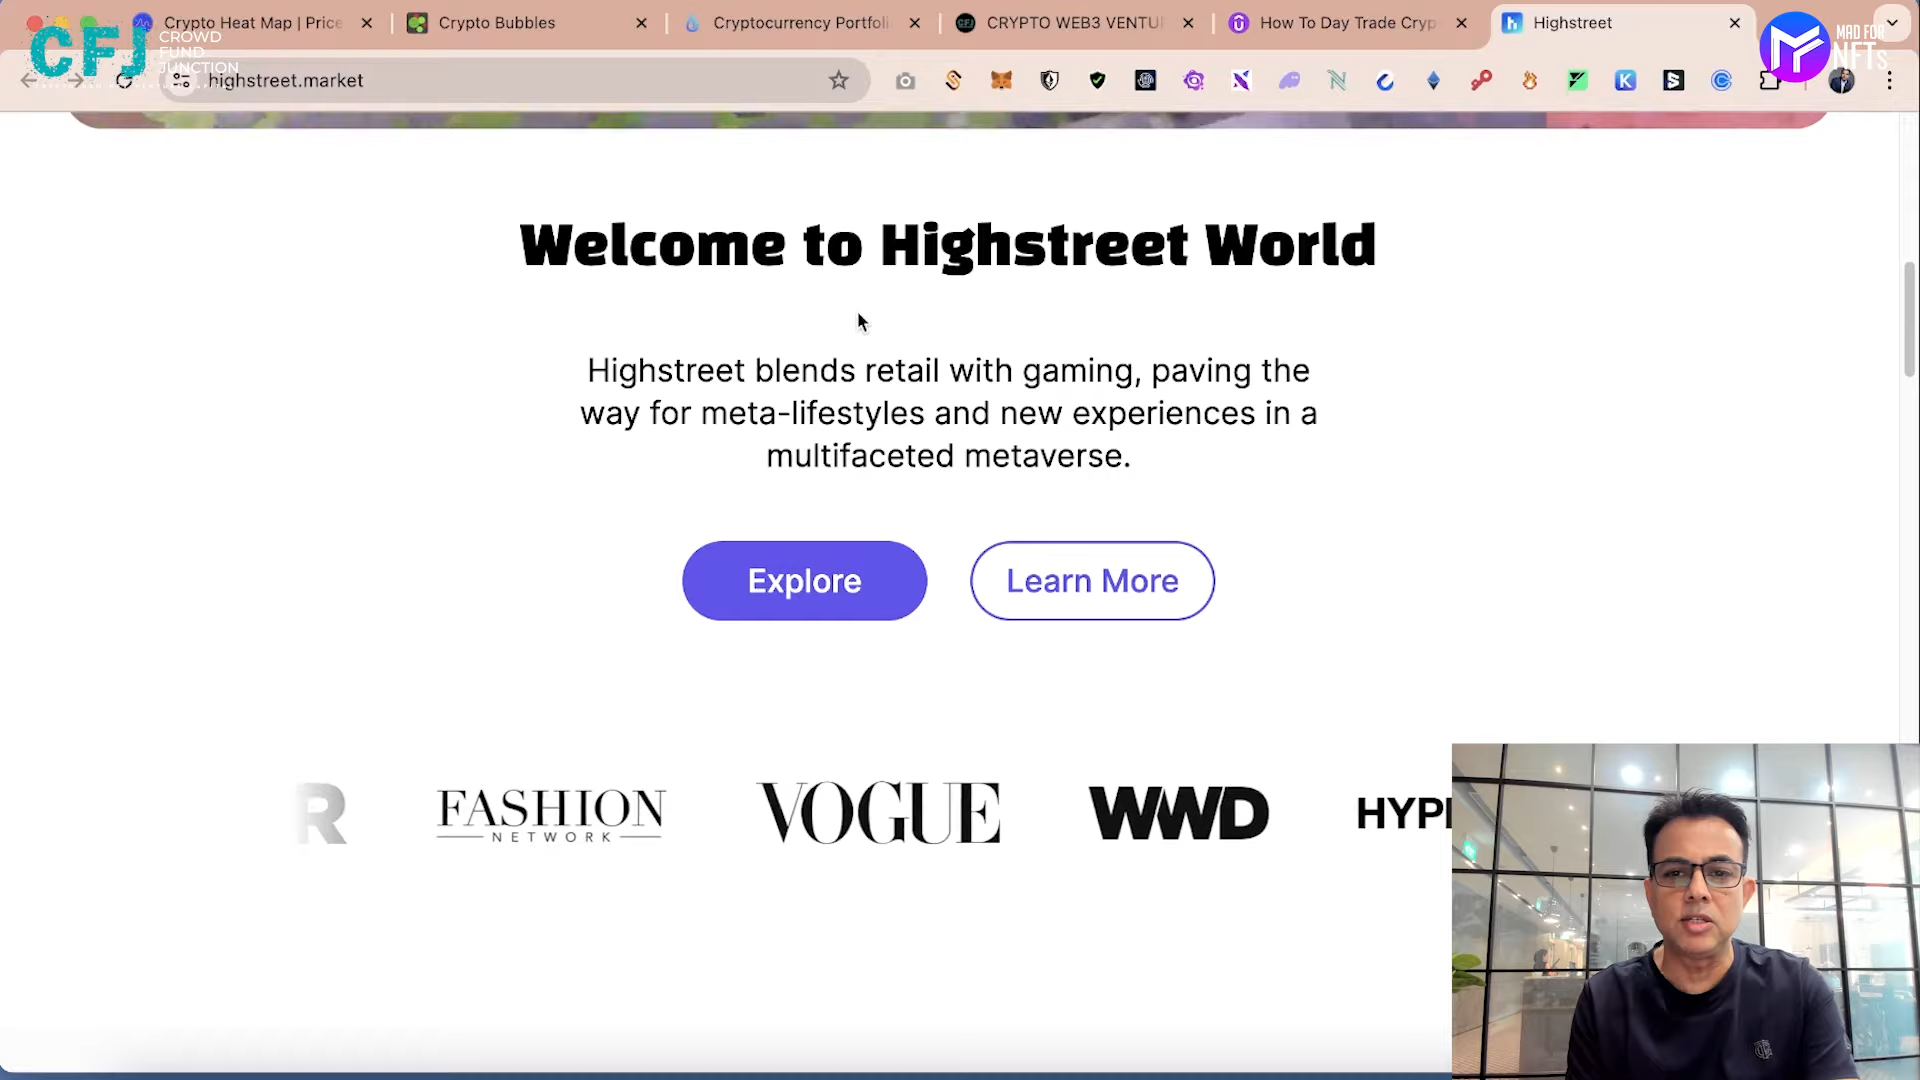 Crypto Heat Map | Price
Crypto Bubbles
Cryptocurrency Portfoli
CRYPTO WEB3 VENTU
How To Day Trade Cryp
Highstreet
CFJ
CROWD
FUND
JUNCTION
MAD FOR
NFTs
highstreet.market
Welcome to Highstreet World
Highstreet blends retail with gaming, paving the
way for meta-lifestyles and new experiences in a
multifaceted metaverse.
Explore
Learn More
R
FASHION
NETWORK
VOGUE
WWD
HYP